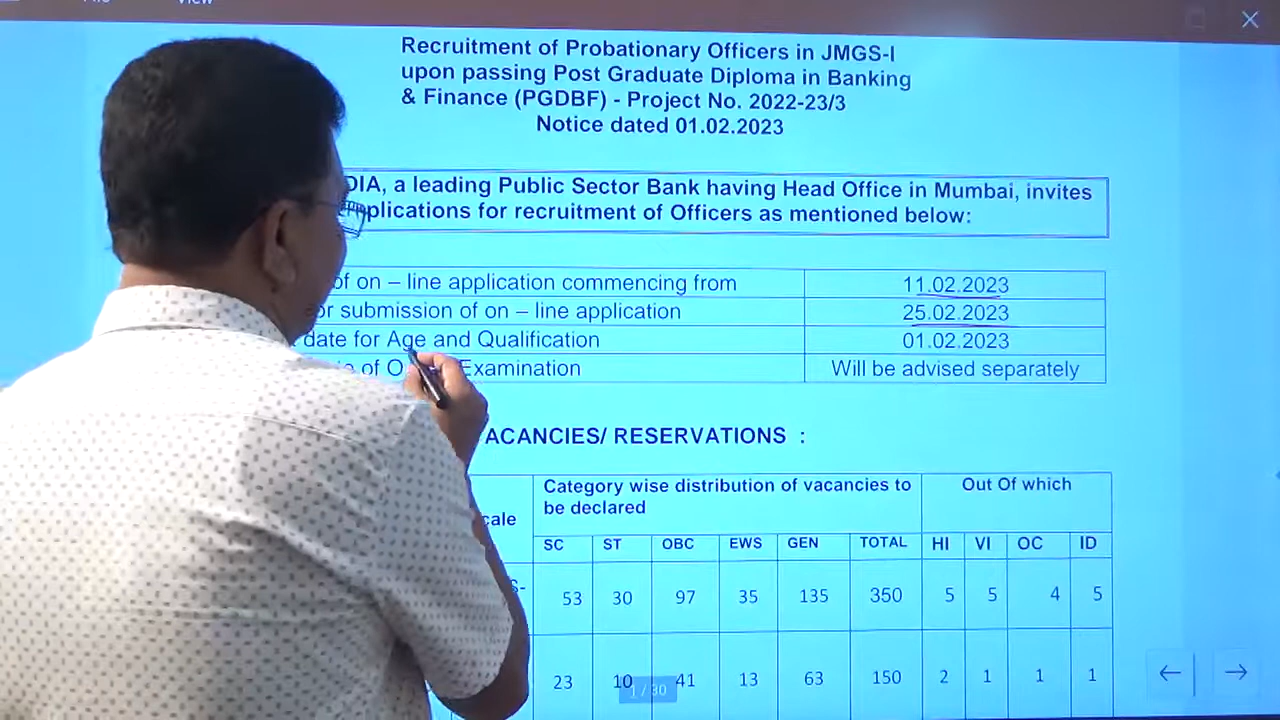 View
Recruitment of Probationary Officers in JMGS-I
upon passing Post Graduate Diploma in Banking
& Finance (PGDBF) - Project No. 2022-23/3
Notice dated 01.02.2023
DIA, a leading Public Sector Bank having Head Office in Mumbai, invites
plications for recruitment of Officers as mentioned below:
of on – line application commencing from 11.02.2023
or submission of on – line application 25.02.2023
date for Age and Qualification 01.02.2023
of O Examination Will be advised separately
ACANCIES/ RESERVATIONS :
cale Category wise distribution of vacancies to be declared Out Of which
SC ST OBC EWS GEN TOTAL HI VI OC ID
53 30 97 35 135 350 5 5 4 5
23 10 41 13 63 150 2 1 1 1
1 / 30